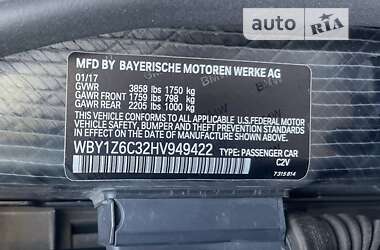 auto RIA
MFD BY BAYERISCHE MOTOREN WERKE AG
01/17
GVWR 3858 lbs 1750 kg
GAWR FRONT 1759 lbs 798 kg
GAWR REAR 2205 lbs 1000 kg
THIS VEHICLE CONFORMS TO ALL APPLICABLE U.S.FEDERAL MOTOR
VEHICLE SAFETY, BUMPER, AND THEFT PREVENTION STANDARDS
IN EFFECT ON THE DATE OF MANUFACTURE SHOWN ABOVE.
WBY1Z6C32HV949422 TYPE: PASSENGER CAR
C2V
7315814